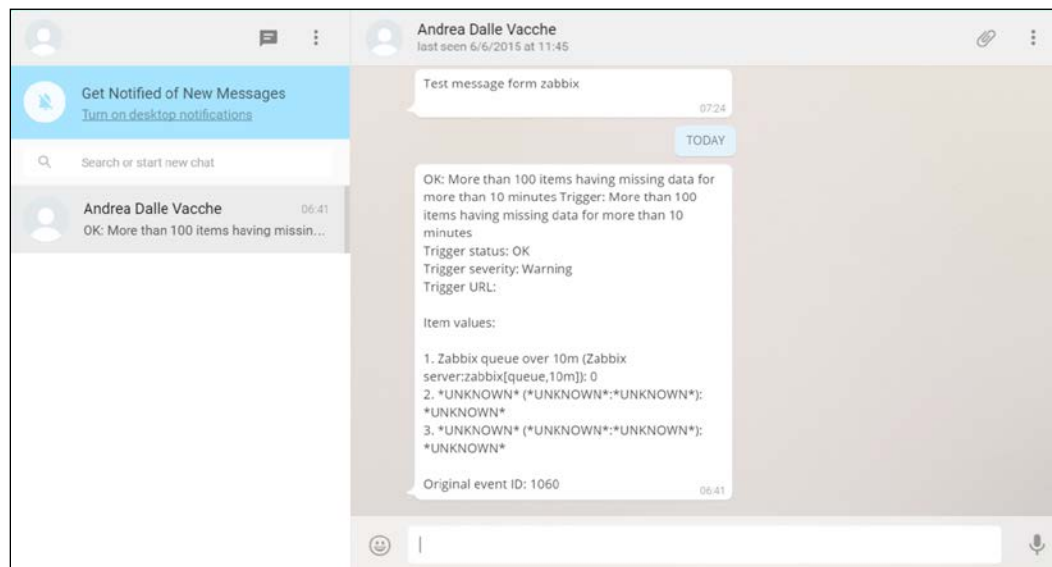 Get Notified of New Messages
Turn on desktop notifications
Search or start new chat
Andrea Dalle Vacche 06:41
OK: More than 100 items having missin...
Andrea Dalle Vacche
last seen 6/6/2015 at 11:45
Test message form zabbix
07:24
TODAY
OK: More than 100 items having missing data for
more than 10 minutes Trigger: More than 100
items having missing data for more than 10
minutes
Trigger status: OK
Trigger severity: Warning
Trigger URL:
Item values:
1. Zabbix queue over 10m (Zabbix
server:zabbix[queue,10m]): 0
2. *UNKNOWN* (*UNKNOWN*:*UNKNOWN*):
*UNKNOWN*
3. *UNKNOWN* (*UNKNOWN*:*UNKNOWN*):
*UNKNOWN*
Original event ID: 1060
06:41